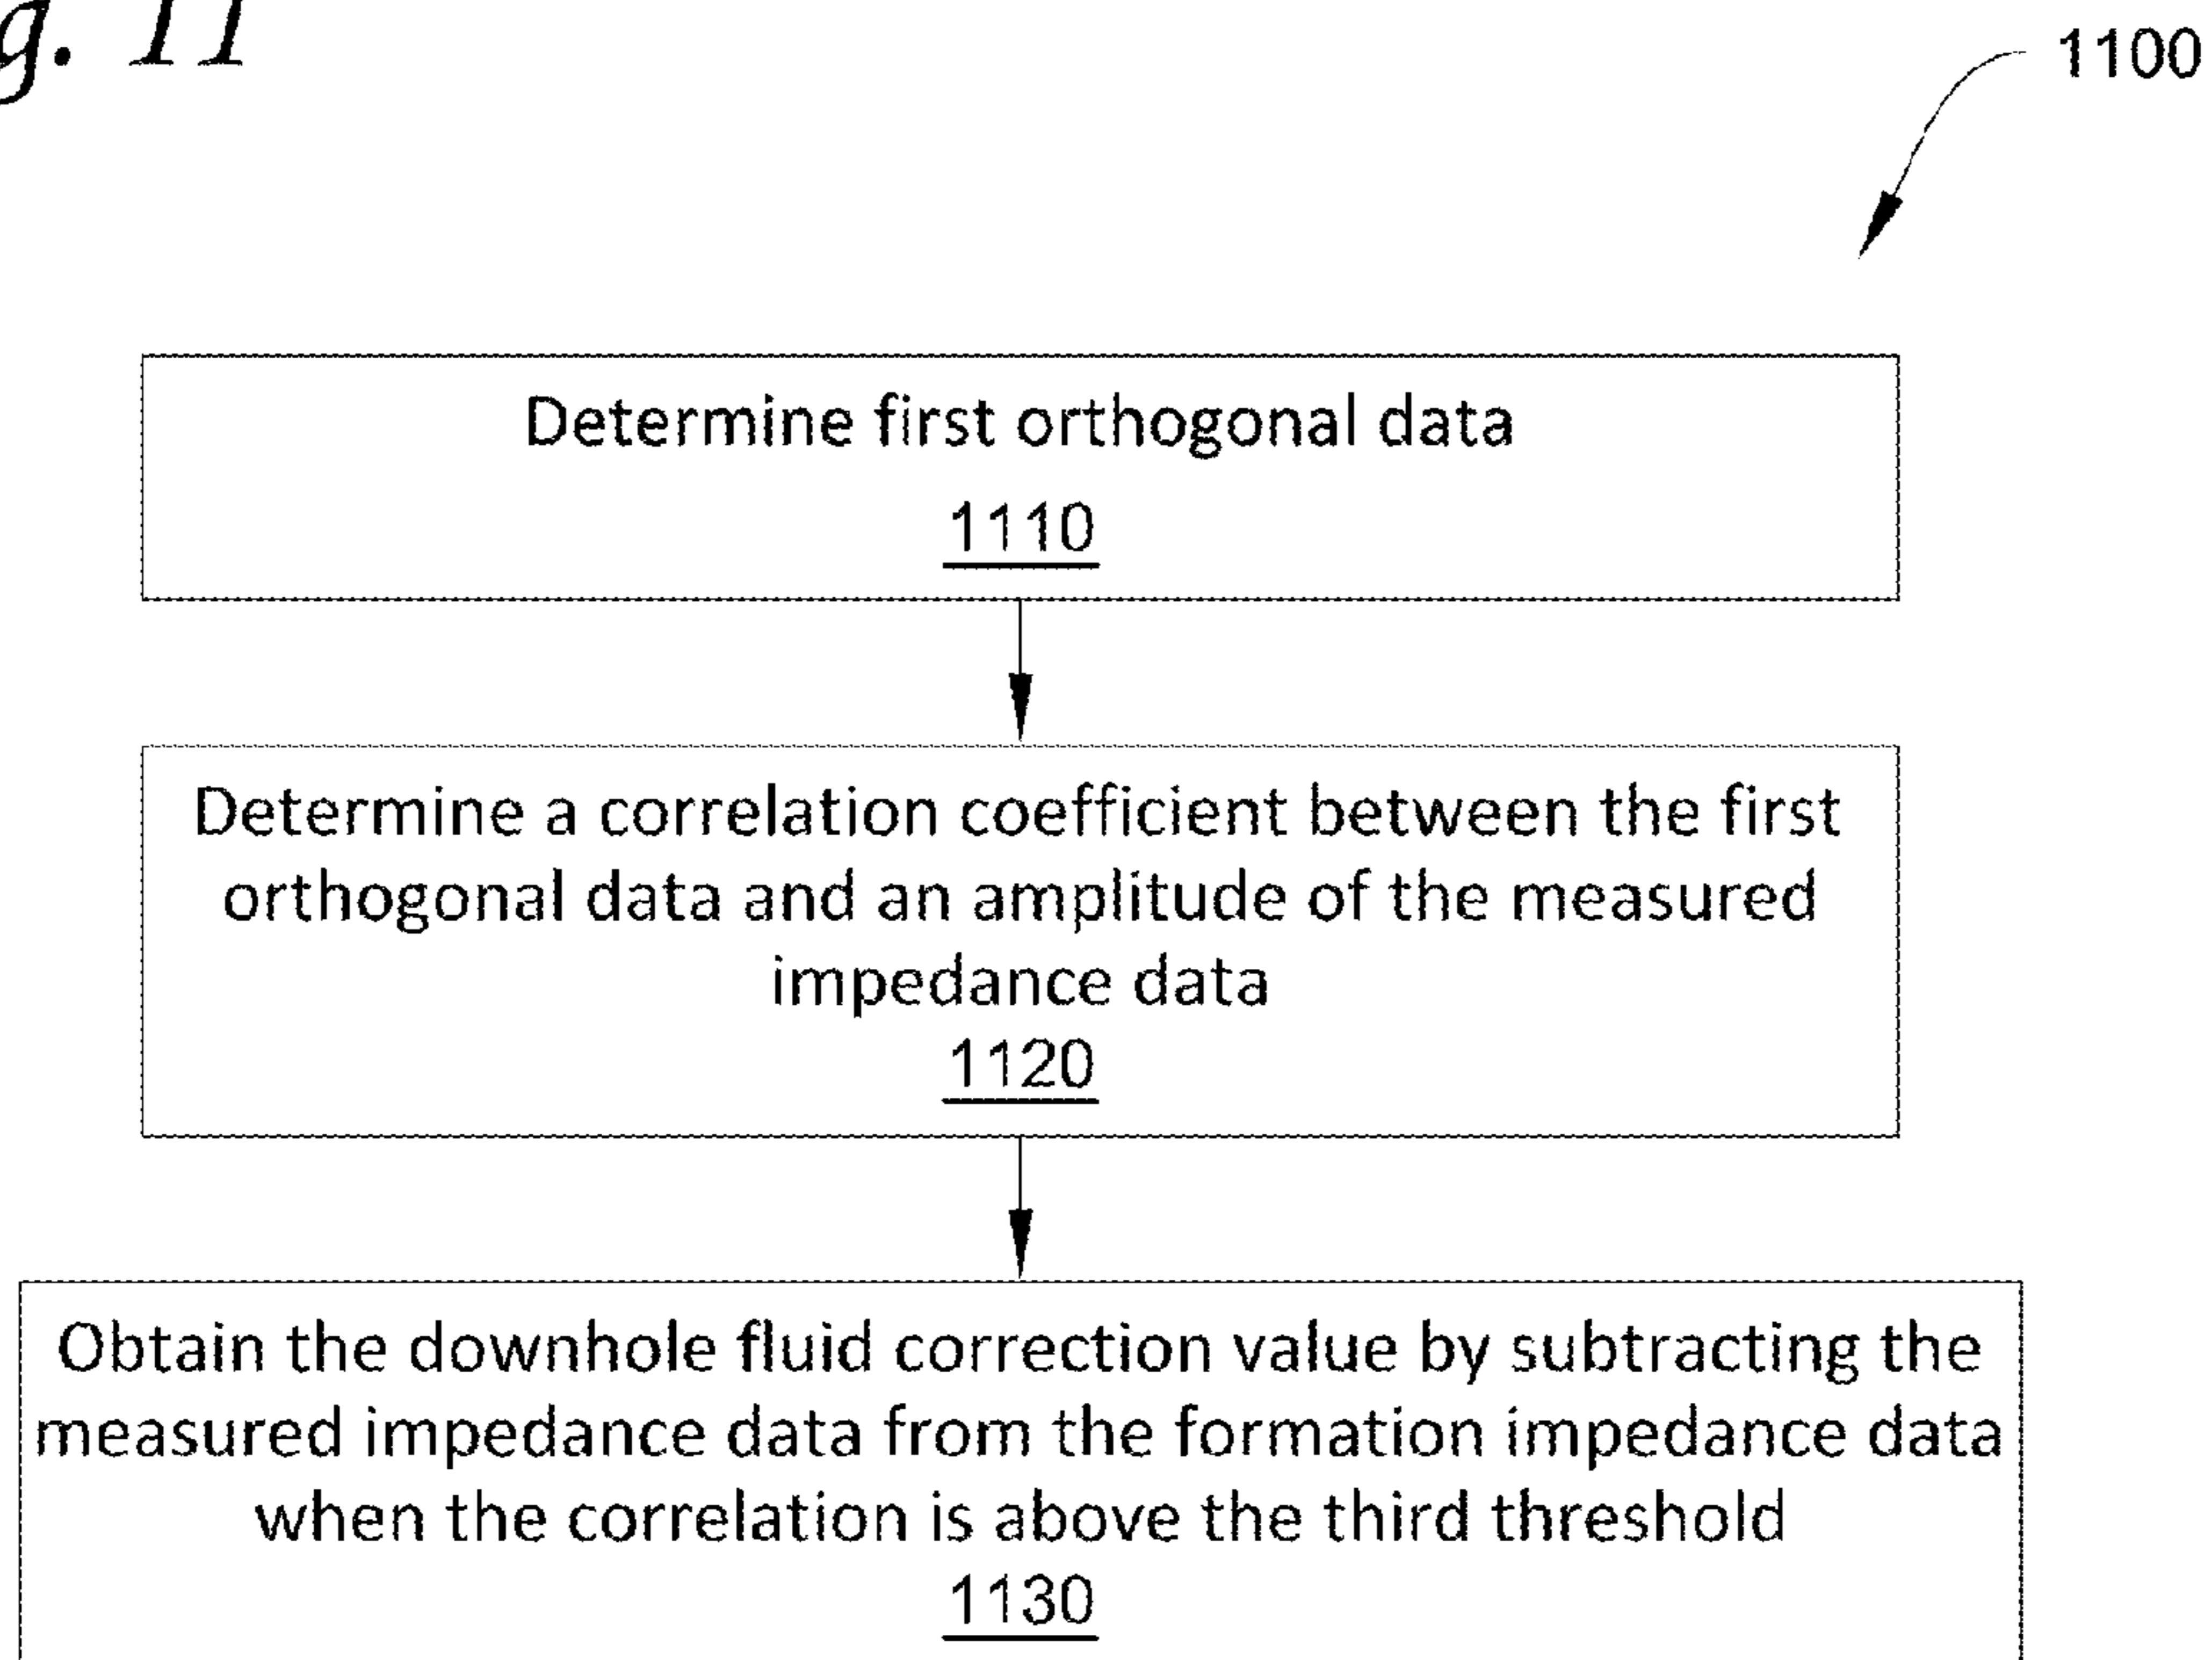 g. 11
1100
Determine first orthogonal data
1110
Determine a correlation coefficient between the first
orthogonal data and an amplitude of the measured
impedance data
1120
Obtain the downhole fluid correction value by subtracting the
measured impedance data from the formation impedance data
when the correlation is above the third threshold
1130